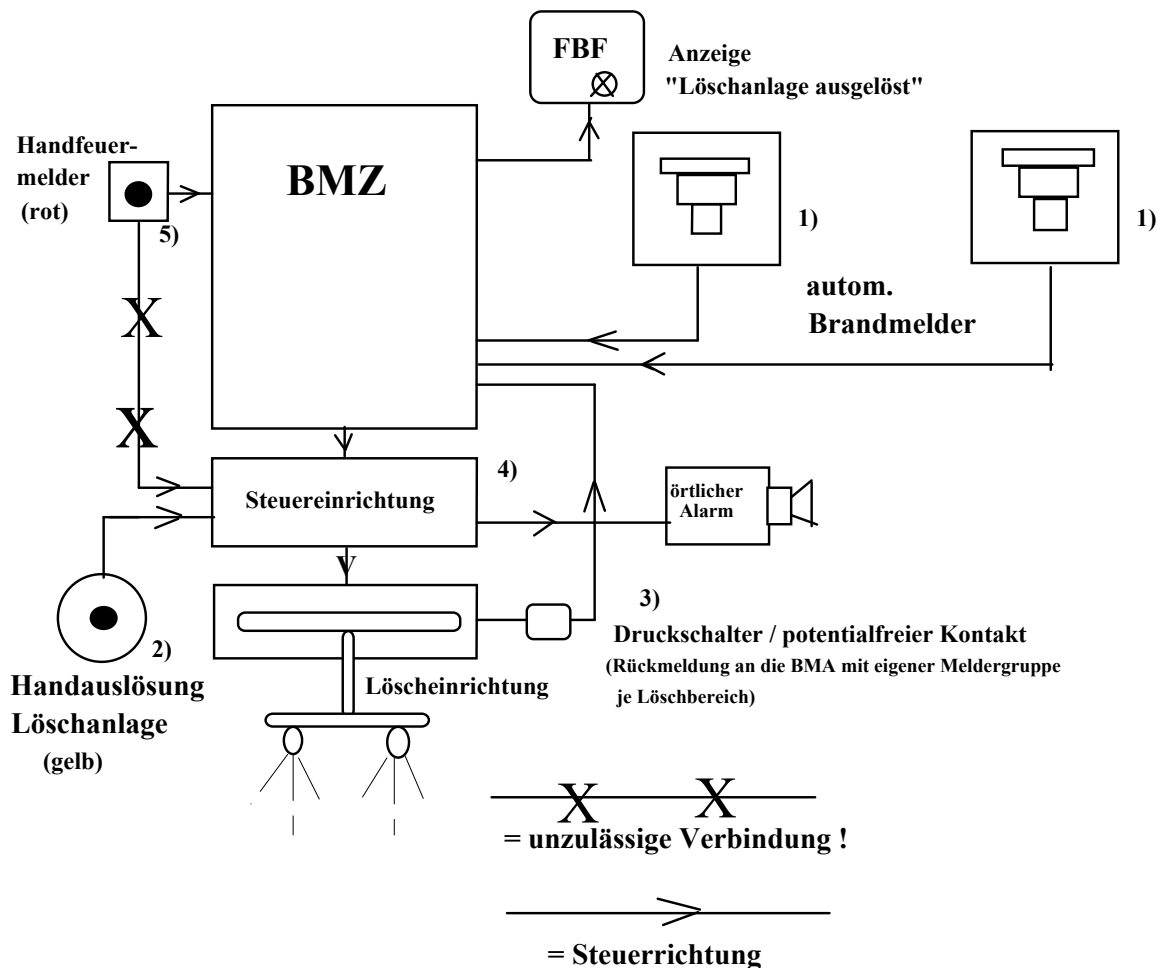 FBF
Anzeige
"Löschanlage ausgelöst"
Handfeuer-
melder
(rot)
5)
BMZ
1)
1)
autom.
Brandmelder
X
X
Steuereinrichtung
4)
örtlicher
Alarm
V
2)
Handauslösung
Löschanlage
(gelb)
Löscheinrichtung
3)
Druckschalter / potentialfreier Kontakt
(Rückmeldung an die BMA mit eigener Meldergruppe
je Löschbereich)
X X
= unzulässige Verbindung !
= Steuerrichtung